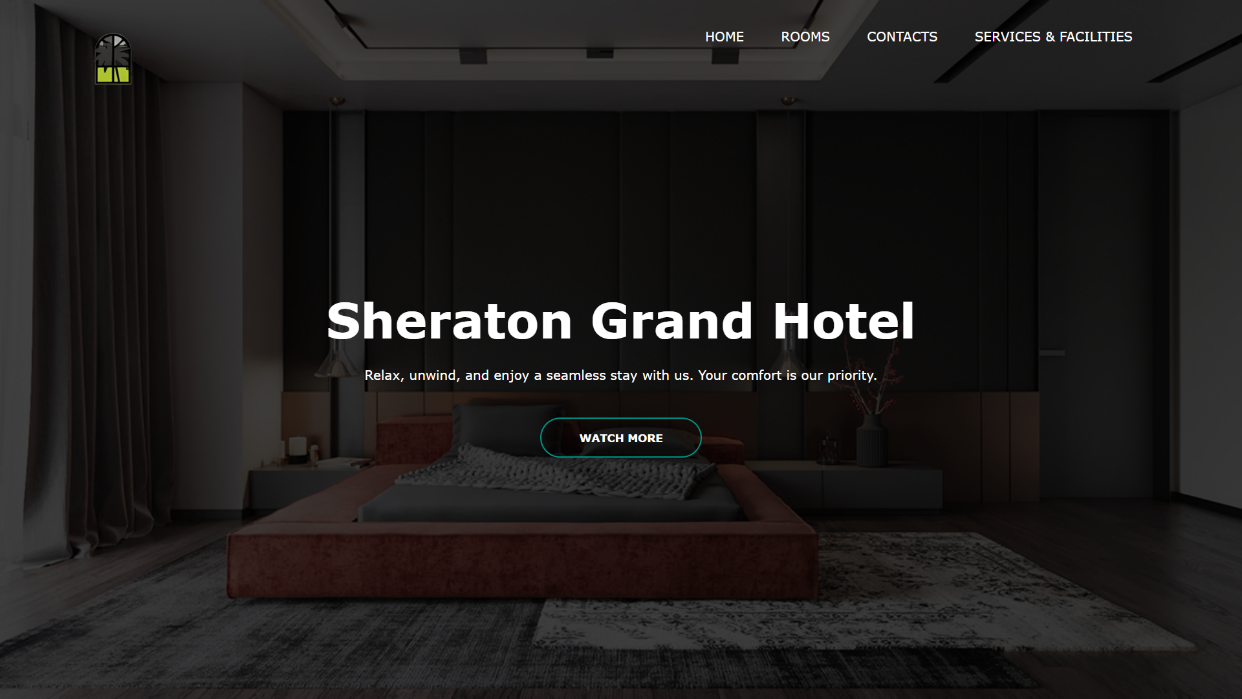 HOME ROOMS CONTACTS SERVICES & FACILITIES
Sheraton Grand Hotel
Relax, unwind, and enjoy a seamless stay with us. Your comfort is our priority.
WATCH MORE